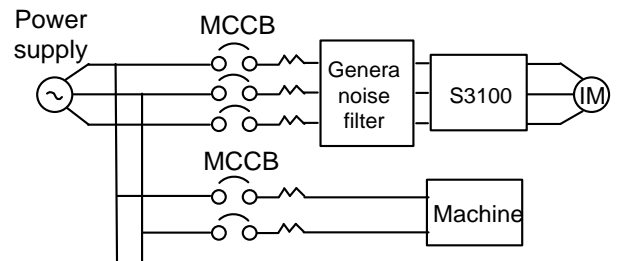 Power
supply
MCCB
Genera
noise
filter
S3100
IM
MCCB
Machine